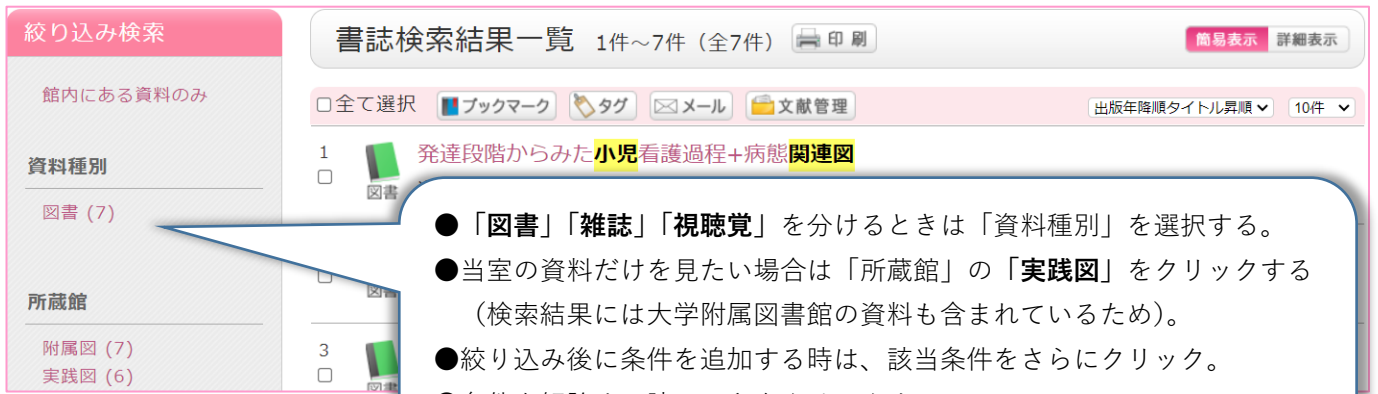 絞り込み検索
館内にある資料のみ
資料種別
図書 (7)
所蔵館
附属図 (7)
実践図 (6)
書誌検索結果一覧 1件～7件（全7件） 印刷
簡易表示 詳細表示
全て選択 ブックマーク タグ メール 文献管理
出版年降順タイトル昇順 10件
1
図書
発達段階からみた小児看護過程+病態関連図
●「図書」「雑誌」「視聴覚」を分けるときは「資料種別」を選択する。
●当室の資料だけを見たい場合は「所蔵館」の「実践図」をクリックする
（検索結果には大学附属図書館の資料も含まれているため）。
●絞り込み後に条件を追加する時は、該当条件をさらにクリック。
3